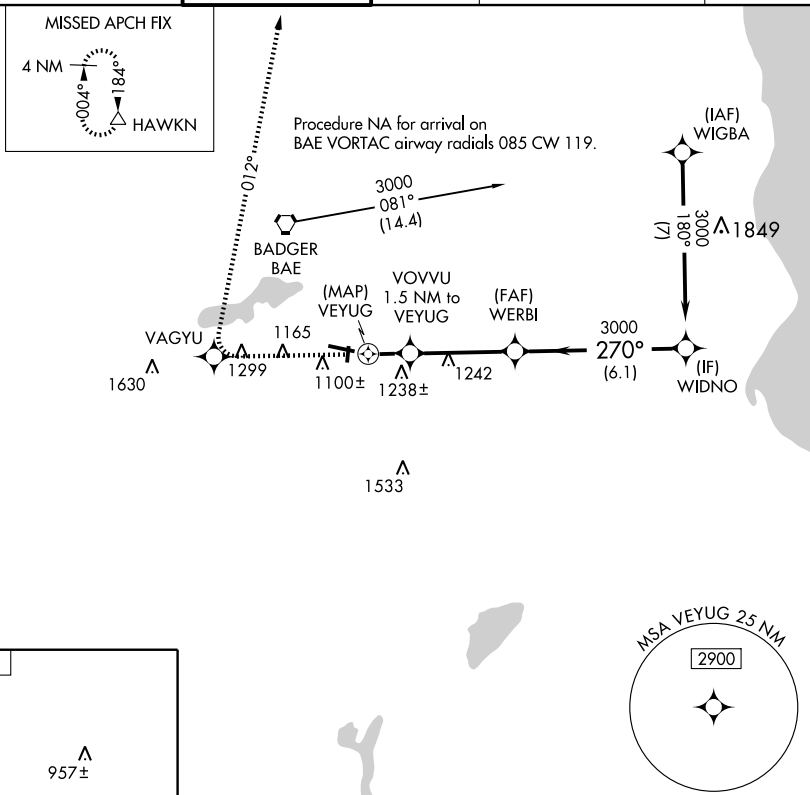 MISSED APCH FIX
4 NM
004°
184°
HAWKN
012°
Procedure NA for arrival on
BAE VORTAC airway radials 085 CW 119.
3000
081°
(14.4)
BADGER
BAE
(IAF)
WIGBA
3000
180°
(7)
1849
VOVVU
1.5 NM to
VEYUG
(MAP)
VEYUG
(FAF)
WERBI
3000
270°
(6.1)
(IF)
WIDNO
VAGYU
1165
1299
1630
1100±
1238±
1242
1533
MSA VEYUG 25 NM
2900
957±